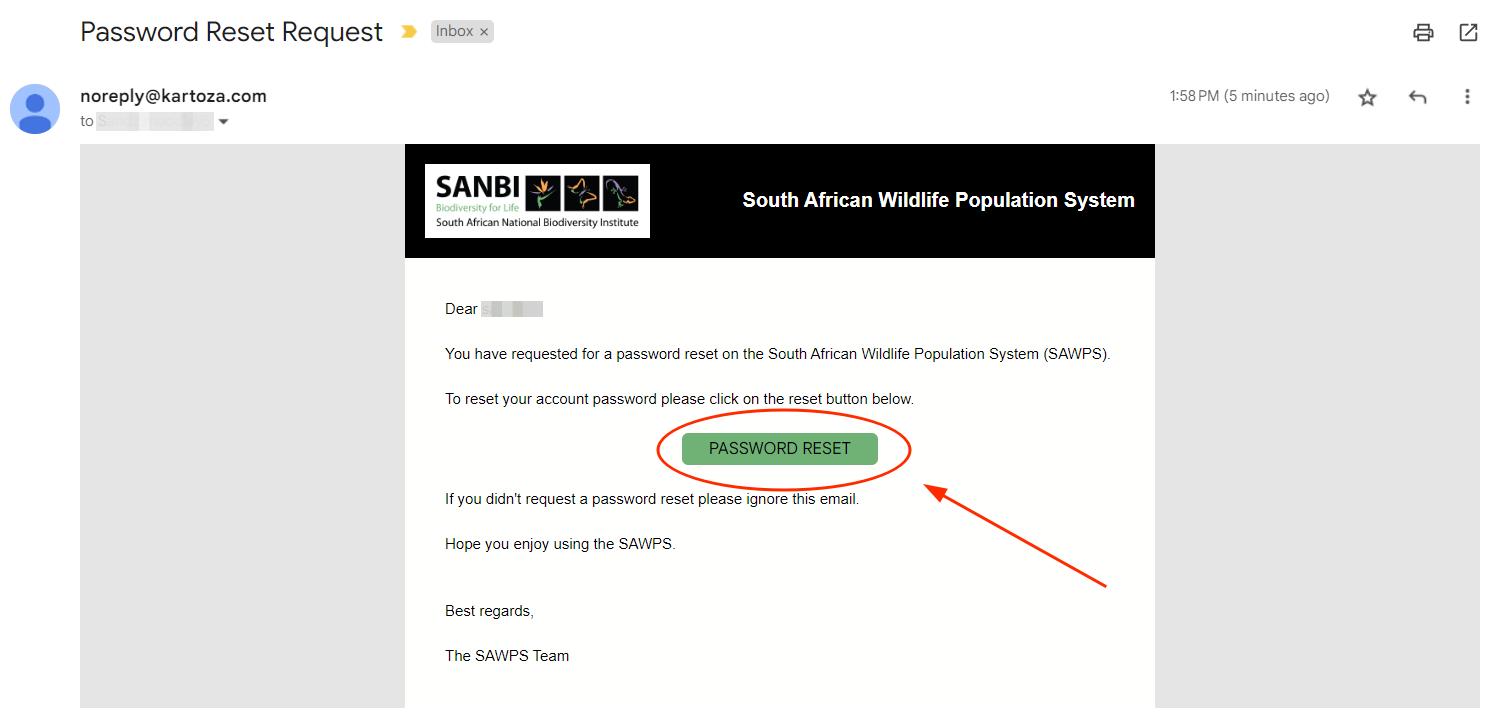 Password Reset Request
Inbox ×
noreply@kartoza.com
1:58 PM (5 minutes ago)
to
SANBI
Biodiversity for Life
South African National Biodiversity Institute
South African Wildlife Population System
Dear
You have requested for a password reset on the South African Wildlife Population System (SAWPS).
To reset your account password please click on the reset button below.
PASSWORD RESET
If you didn't request a password reset please ignore this email.
Hope you enjoy using the SAWPS.
Best regards,
The SAWPS Team